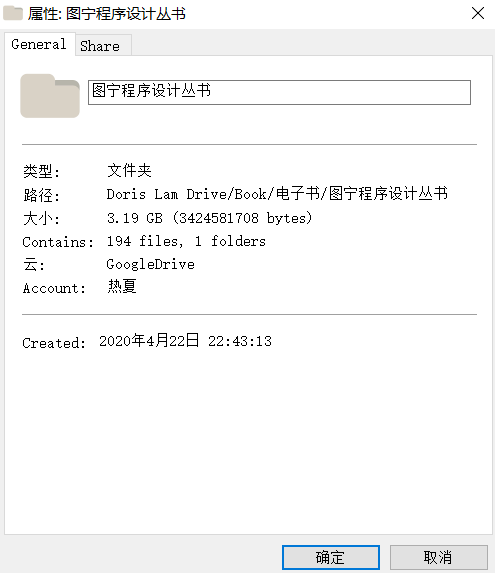 属性: 图宁程序设计丛书
General
Share
图宁程序设计丛书
类型: 文件夹
路径: Doris Lam Drive/Book/电子书/图宁程序设计丛书
大小: 3.19 GB (3424581708 bytes)
Contains: 194 files, 1 folders
云: GoogleDrive
Account: 热夏
Created: 2020年4月22日 22:43:13
确定
取消